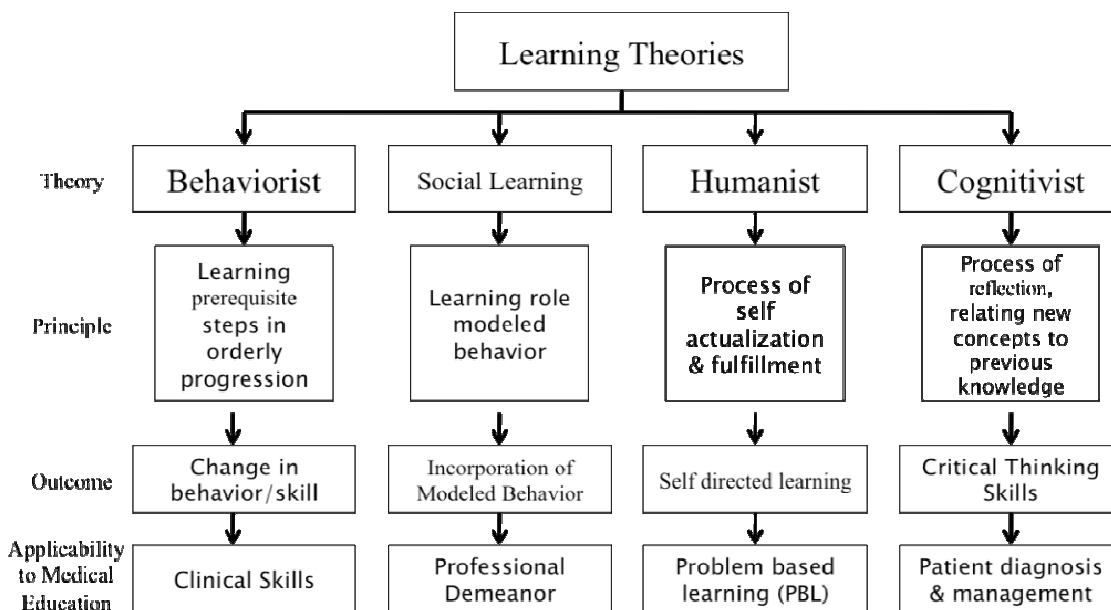 Learning Theories
Theory
Behaviorist
Social Learning
Humanist
Cognitivist
Principle
Learning
prerequisite
steps in
orderly
progression
Learning role
modeled
behavior
Process of
self
actualization
& fulfillment
Process of
reflection,
relating new
concepts to
previous
knowledge
Outcome
Change in
behavior/skill
Incorporation of
Modeled Behavior
Self directed learning
Critical Thinking
Skills
Applicability
to Medical
Education
Clinical Skills
Professional
Demeanor
Problem based
learning (PBL)
Patient diagnosis
& management